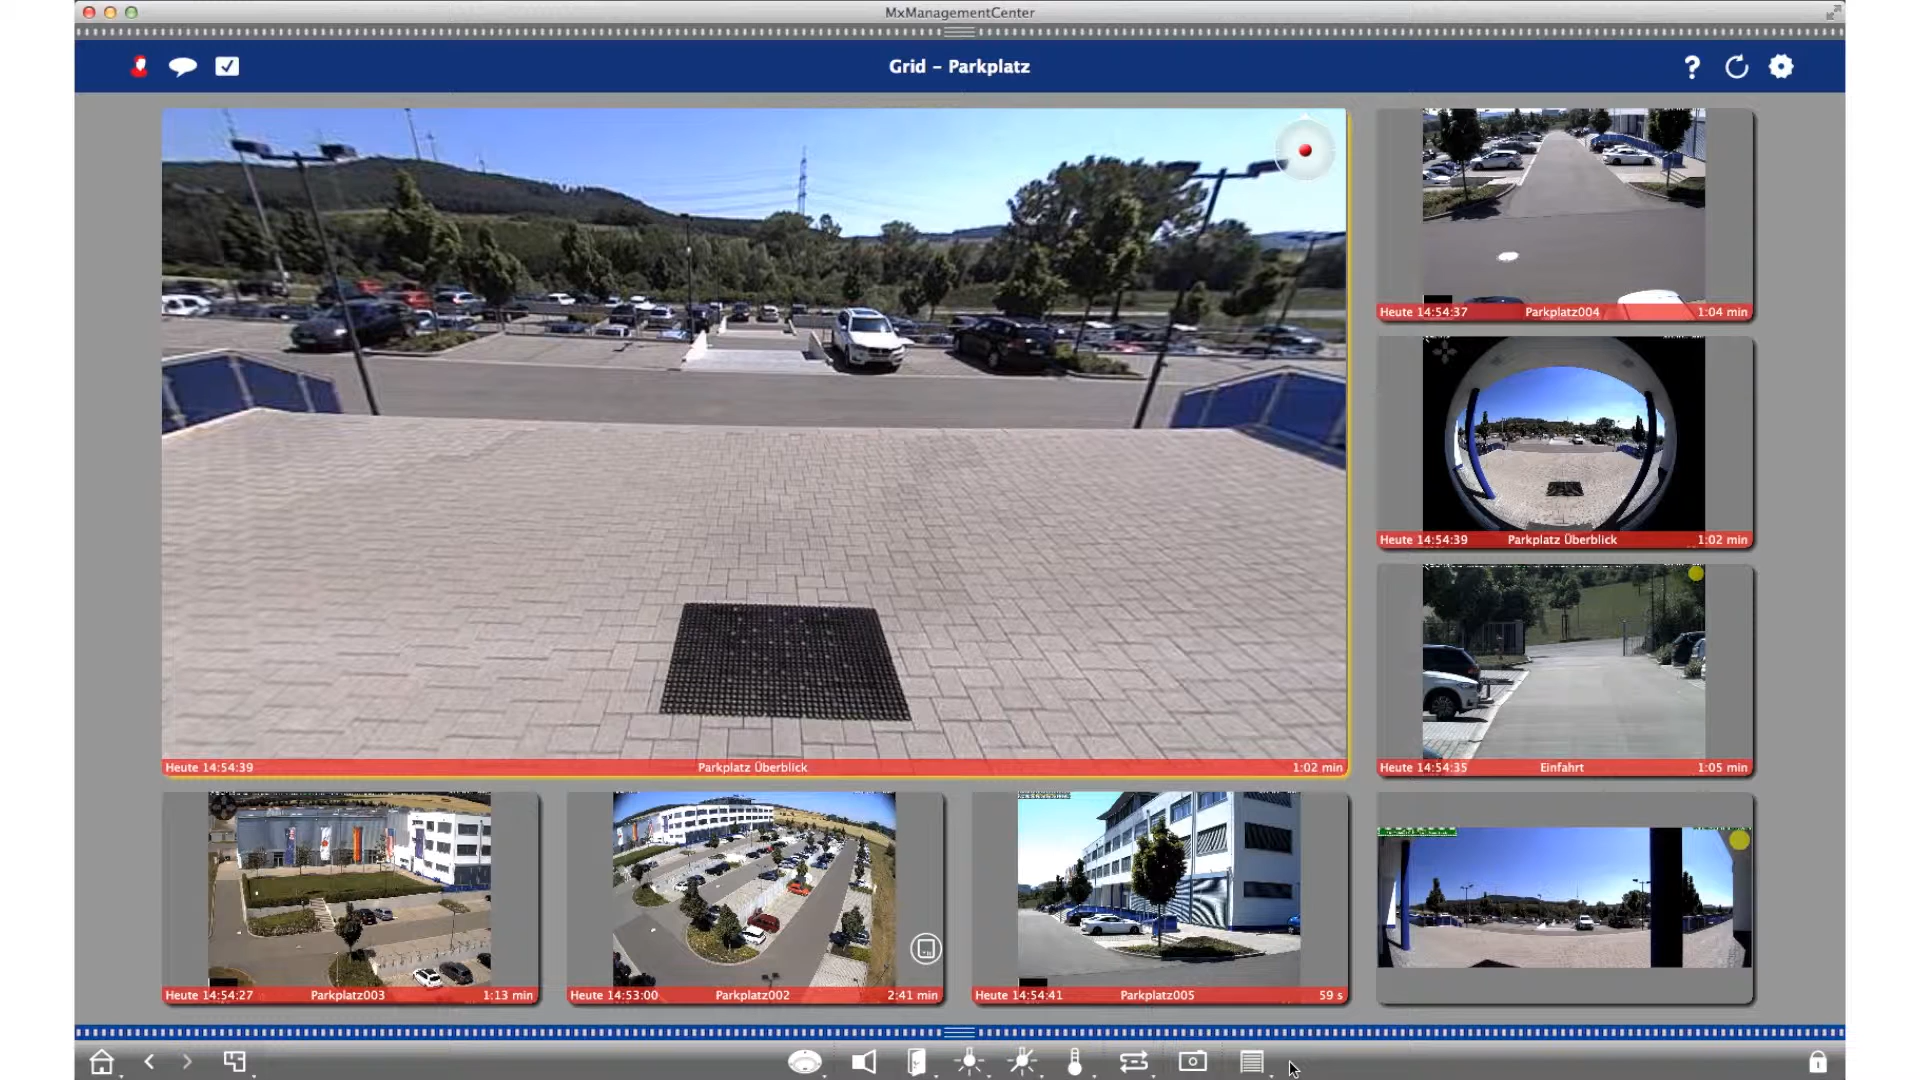 MxManagementCenter
Grid – Parkplatz
?
Heute 14:54:37 Parkplatz004 1:04 min
Heute 14:54:39 Parkplatz Überblick 1:02 min
Heute 14:54:39 Parkplatz Überblick 1:02 min
Heute 14:54:35 Einfahrt 1:05 min
Heute 14:54:27 Parkplatz003 1:13 min
Heute 14:53:00 Parkplatz002 2:41 min
Heute 14:54:41 Parkplatz005 59 s